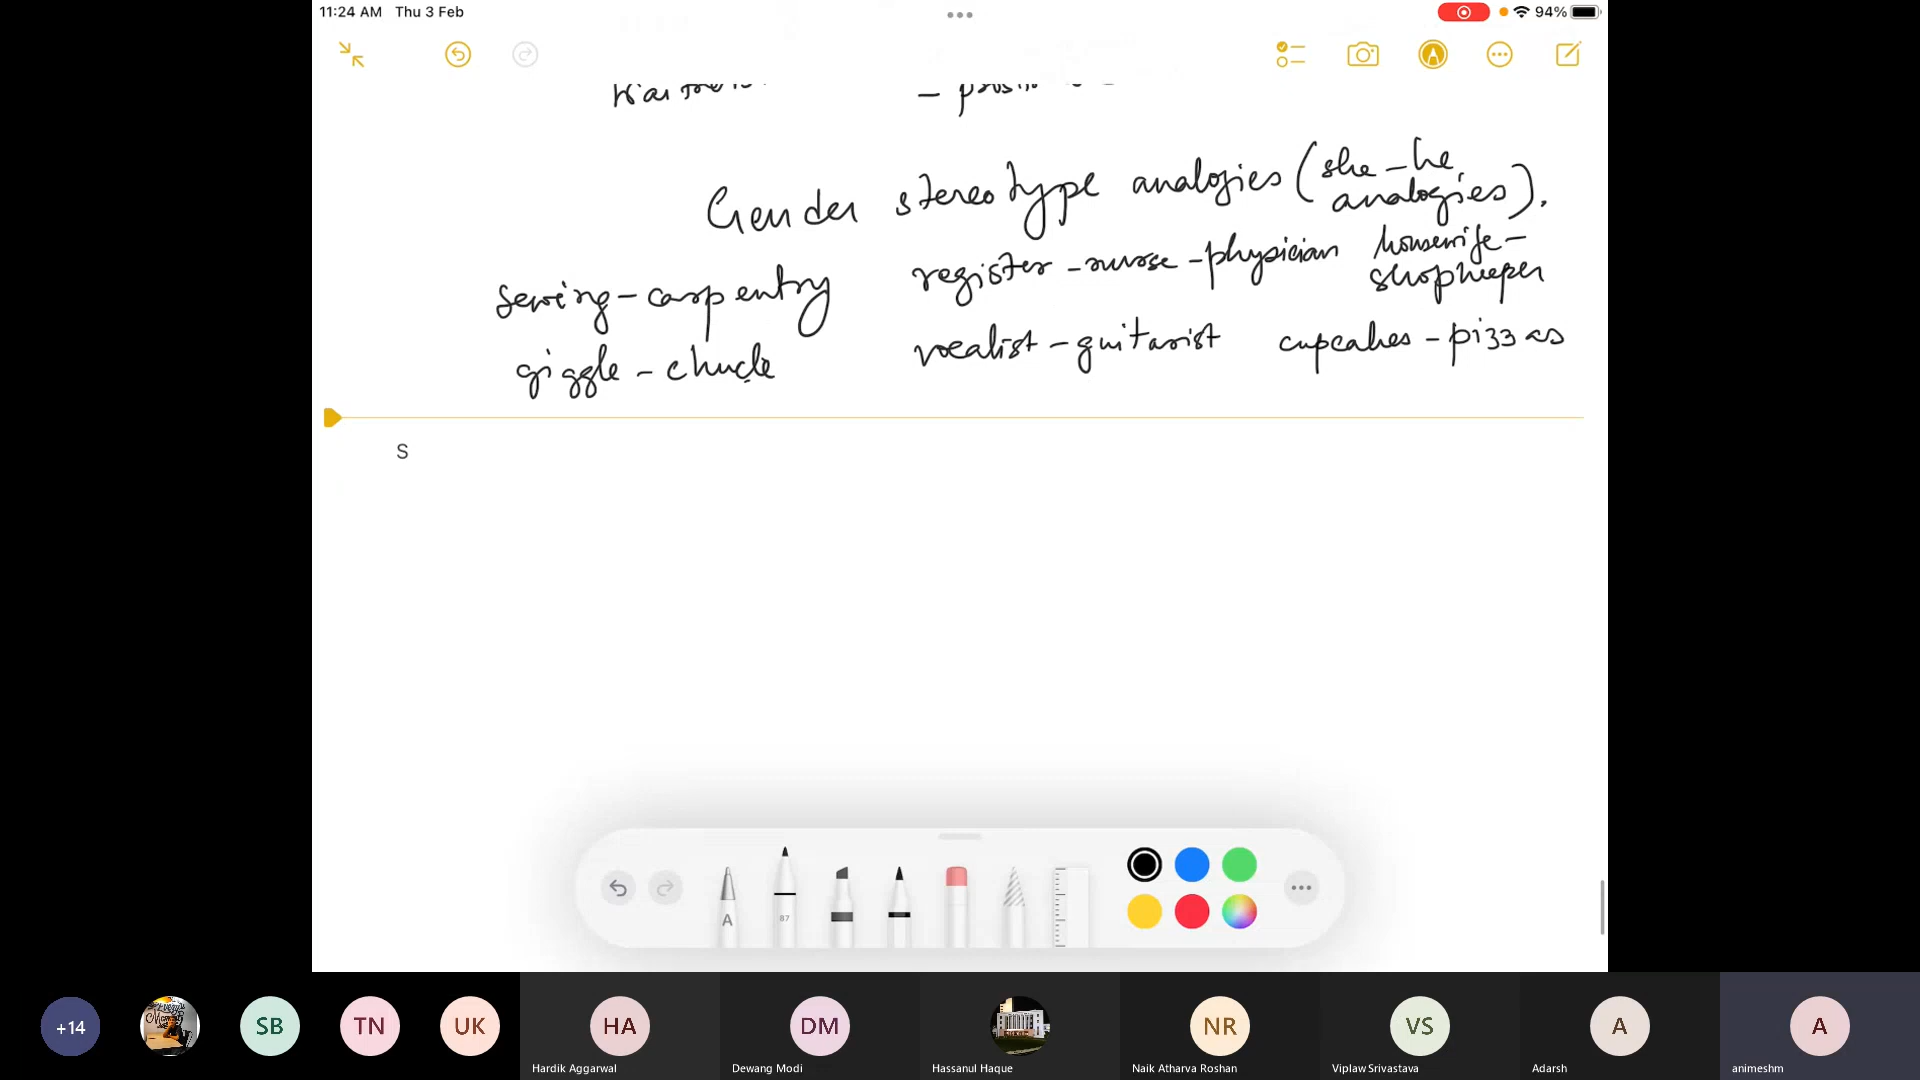 11:24 AM Thu 3 Feb
94%
Gender stereotype analogies (she-he analogies).
sewing-carpentry register-nurse-physician housewife-shopkeeper
giggle-chuckle vocalist-guitarist cupcakes-pizzas
S
A
87
+14
SB
TN
UK
HA
DM
NR
VS
A
A
Hardik Aggarwal
Dewang Modi
Hassanul Haque
Naik Atharva Roshan
Viplaw Srivastava
Adarsh
animeshm